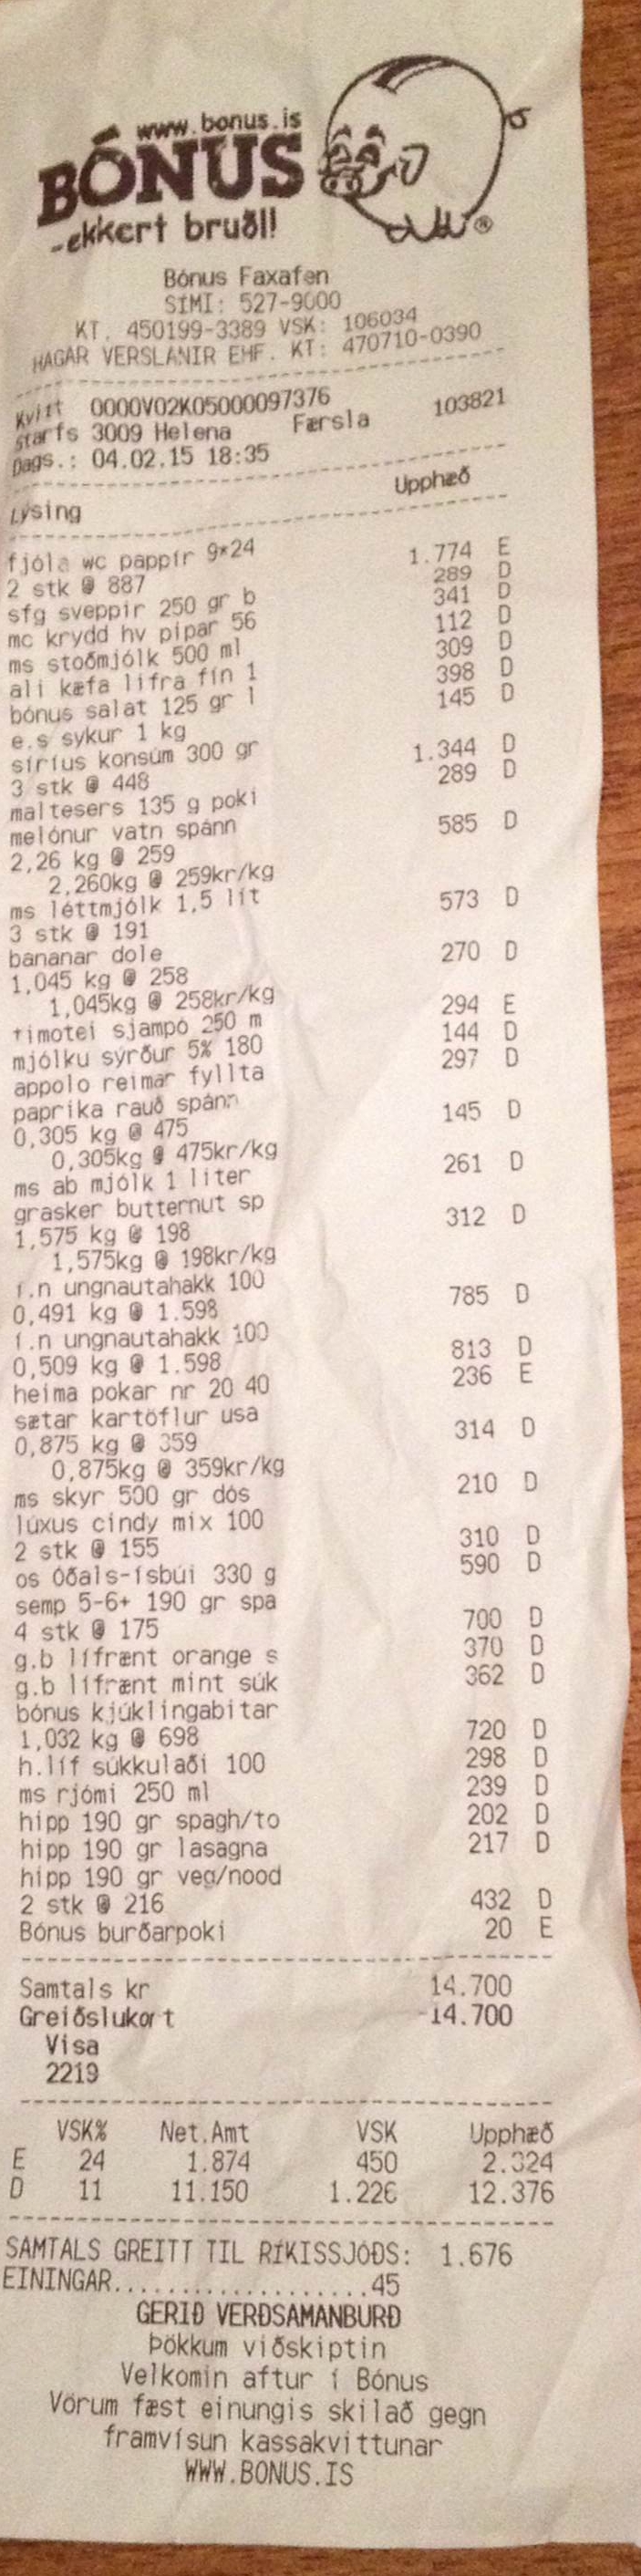 www.bonus.is
BÓNUS
-ekkert bruðl!
®
Bónus Faxafen
SÍMI: 527-9000
KT. 450199-3389 VSK: 106034
HAGAR VERSLANIR EHF. KT: 470710-0390
Kvitt 0000V02K05000097376
starfs 3009 Helena Færsla 103821
Dags.: 04.02.15 18:35
Lýsing Upphæð
fjóla wc pappír 9*24
2 stk @ 887 1.774 E
sfg sveppir 250 gr b 289 D
mc krydd hv pipar 56 341 D
ms stoðmjólk 500 ml 112 D
ali kæfa lifra fín 1 309 D
bónus salat 125 gr l 398 D
e.s sykur 1 kg 145 D
síríus konsúm 300 gr
3 stk @ 448 1.344 D
maltesers 135 g poki 289 D
melónur vatn spánn
2,26 kg @ 259 585 D
2,260kg @ 259kr/kg
ms léttmjólk 1,5 lít
3 stk @ 191 573 D
bananar dole
1,045 kg @ 258 270 D
1,045kg @ 258kr/kg
timotei sjampó 250 m 294 E
mjólku sýrður 5% 180 144 D
appolo reimar fyllta 297 D
paprika rauð spánn
0,305 kg @ 475 145 D
0,305kg @ 475kr/kg
ms ab mjólk 1 liter 261 D
grasker butternut sp
1,575 kg @ 198 312 D
1,575kg @ 198kr/kg
í.n ungnautahakk 100
0,491 kg @ 1.598 785 D
í.n ungnautahakk 100
0,509 kg @ 1.598 813 D
heima pokar nr 20 40 236 E
sætar kartöflur usa
0,875 kg @ 359 314 D
0,875kg @ 359kr/kg
ms skyr 500 gr dós 210 D
lúxus cindy mix 100
2 stk @ 155 310 D
os Óðals-ísbúi 330 g 590 D
semp 5-6+ 190 gr spa
4 stk @ 175 700 D
g.b lífrænt orange s 370 D
g.b lífrænt mint súk 362 D
bónus kjúklingabitar
1,032 kg @ 698 720 D
h.líf súkkulaði 100 298 D
ms rjómi 250 ml 239 D
hipp 190 gr spagh/to 202 D
hipp 190 gr lasagna 217 D
hipp 190 gr veg/nood
2 stk @ 216 432 D
Bónus burðarpoki 20 E
Samtals kr 14.700
Greiðslukort -14.700
Visa
2219
VSK% Net.Amt VSK Upphæð
E 24 1.874 450 2.324
D 11 11.150 1.226 12.376
SAMTALS GREITT TIL RÍKISSJÓÐS: 1.676
EININGAR...................45
GERIÐ VERÐSAMANBURÐ
Þökkum viðskiptin
Velkomin aftur í Bónus
Vörum fæst einungis skilað gegn
framvísun kassakvittunar
WWW.BONUS.IS